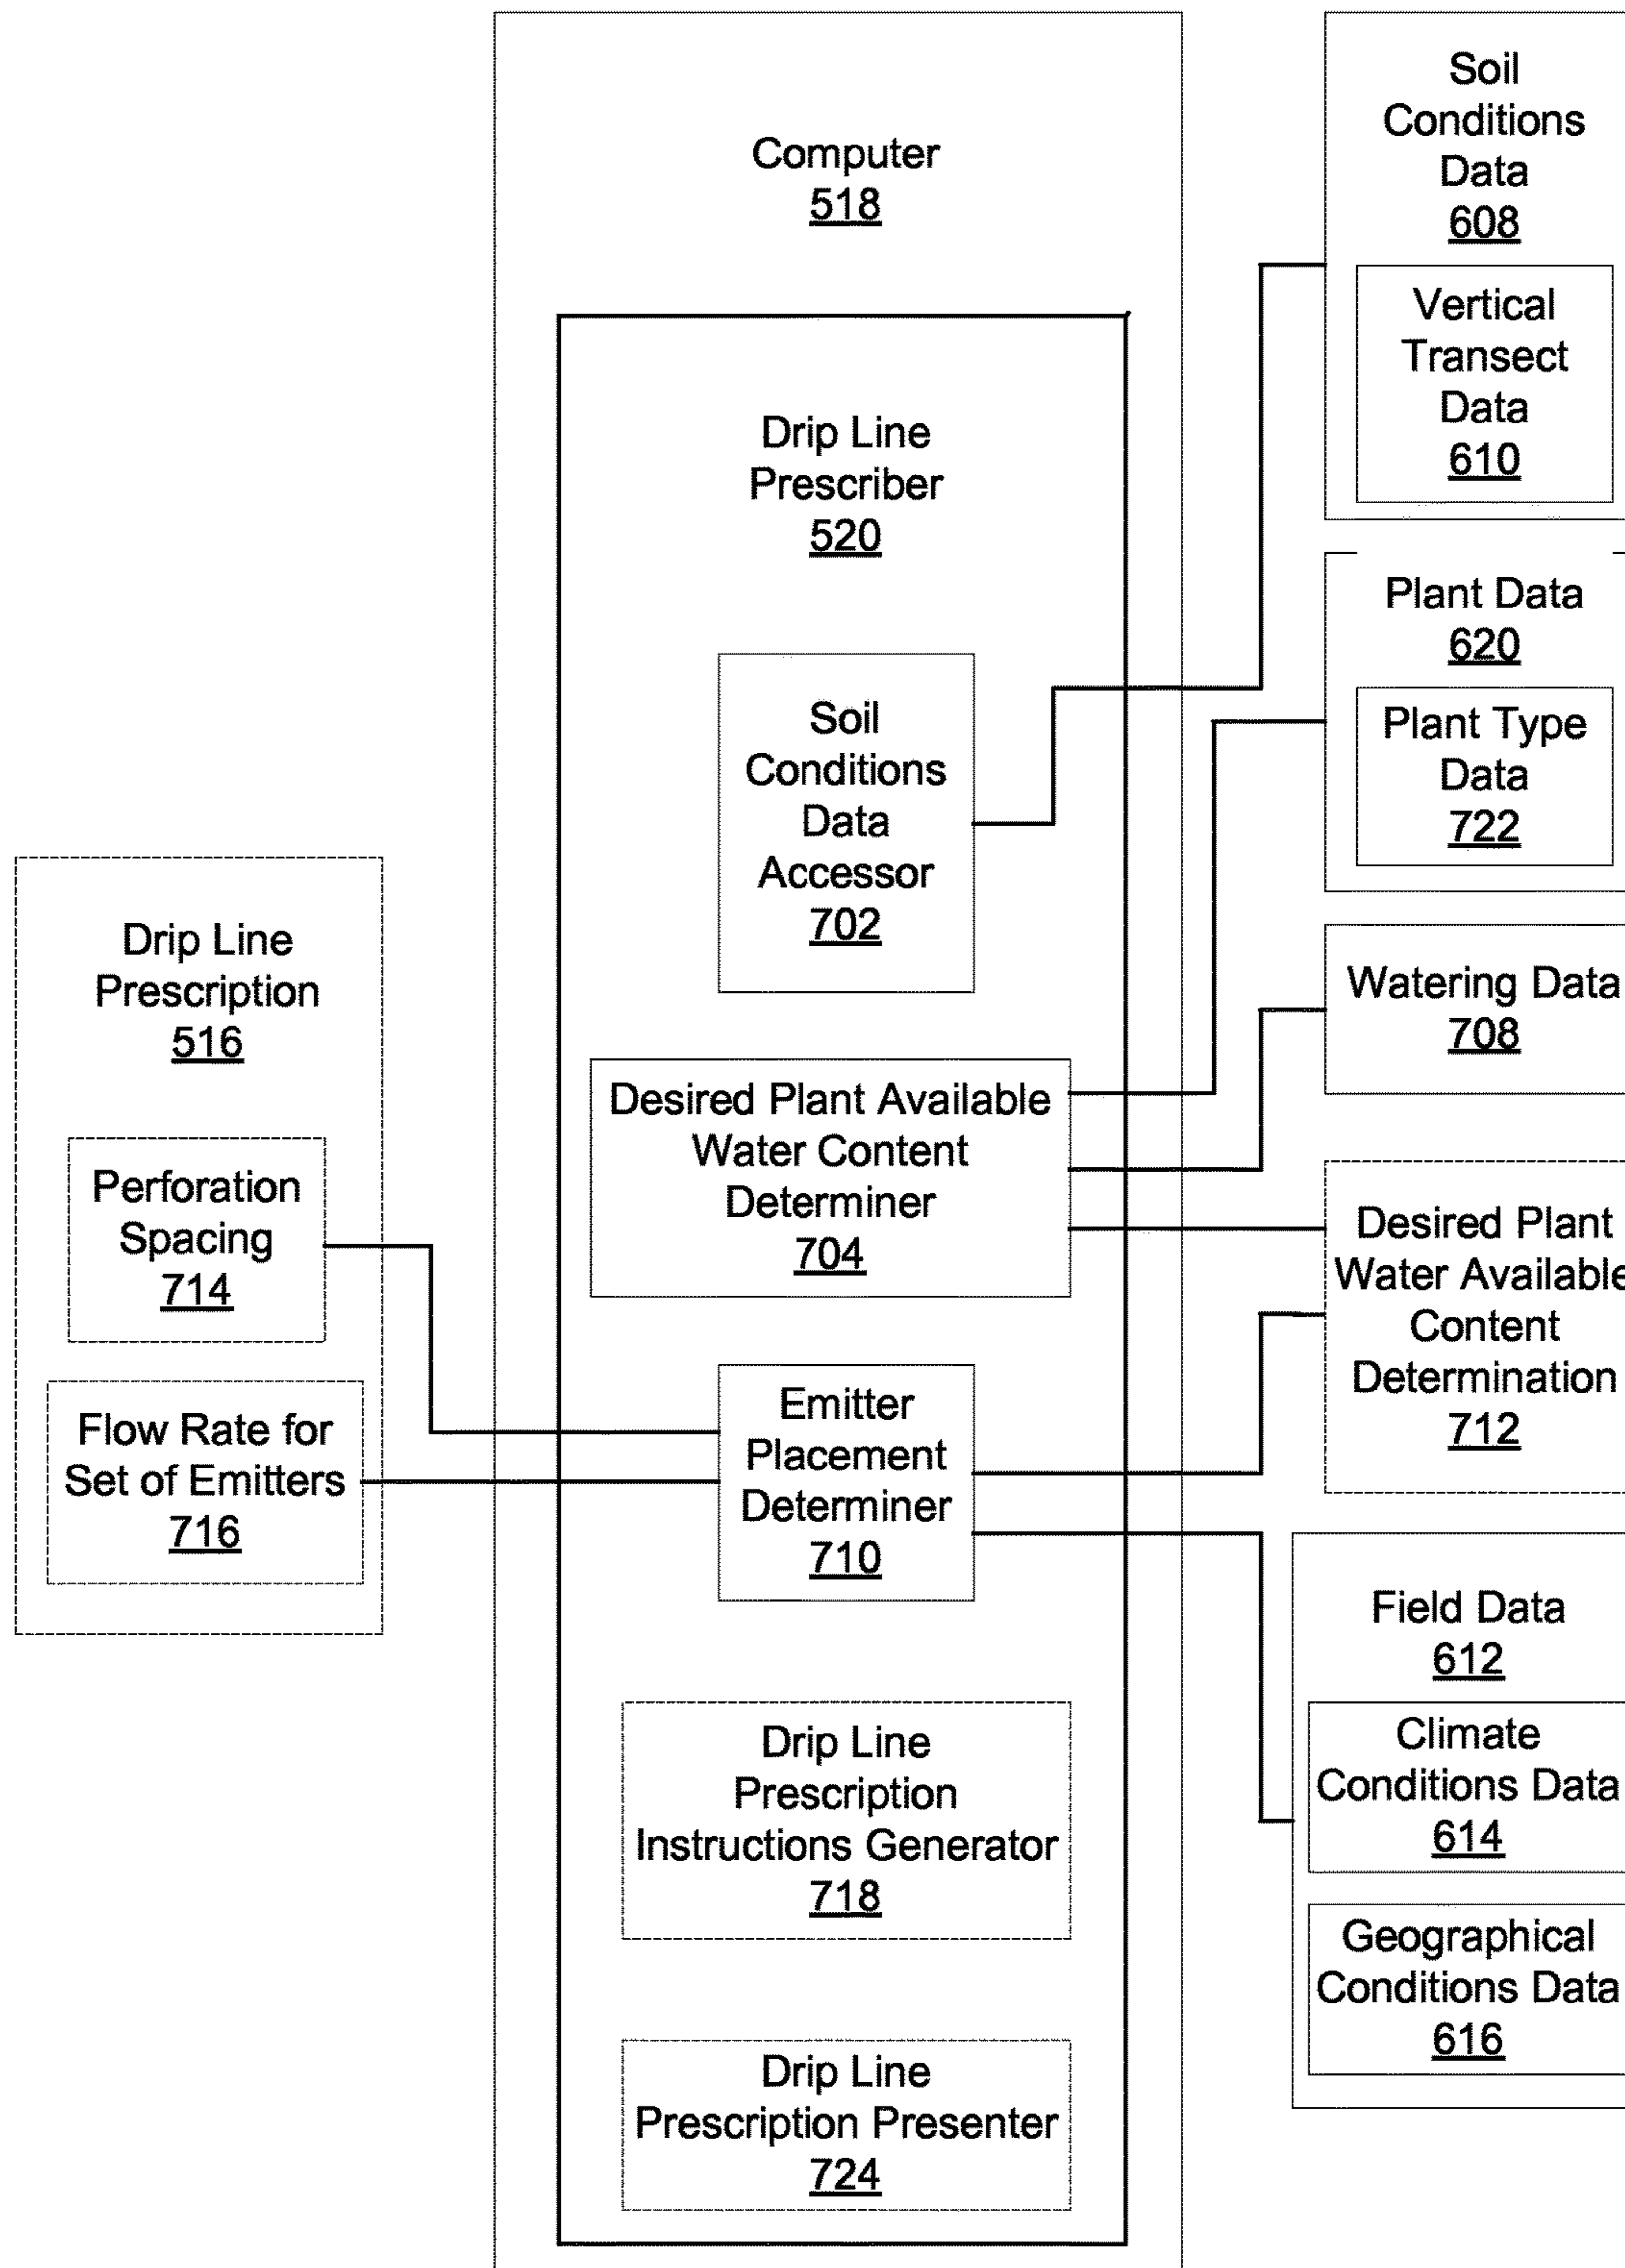 Computer
518
Drip Line
Prescriber
520
Soil
Conditions
Data
Accessor
702
Desired Plant Available
Water Content
Determiner
704
Emitter
Placement
Determiner
710
Drip Line
Prescription
Instructions Generator
718
Drip Line
Prescription Presenter
724
Drip Line
Prescription
516
Perforation
Spacing
714
Flow Rate for
Set of Emitters
716
Soil
Conditions
Data
608
Vertical
Transect
Data
610
Plant Data
620
Plant Type
Data
722
Watering Data
708
Desired Plant
Water Available
Content
Determination
712
Field Data
612
Climate
Conditions Data
614
Geographical
Conditions Data
616